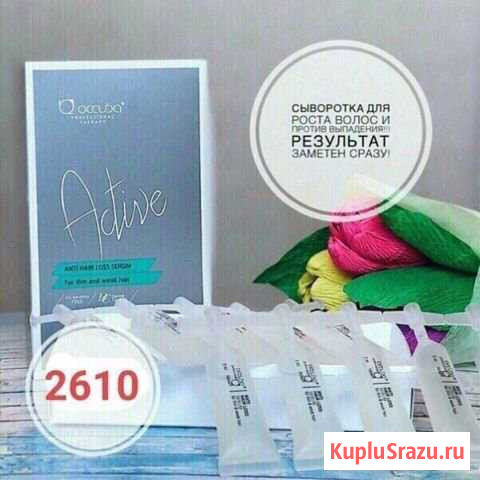 occuba
PROFESSIONAL
THERAPY
Active
ANTI HAIR LOSS SERUM
for thin and weak hair
СЫВОРОТКА ДЛЯ
РОСТА ВОЛОС И
ПРОТИВ ВЫПАДЕНИЯ!!!
РЕЗУЛЬТАТ
ЗАМЕТЕН СРАЗУ!
2610
KupluSrazu.ru